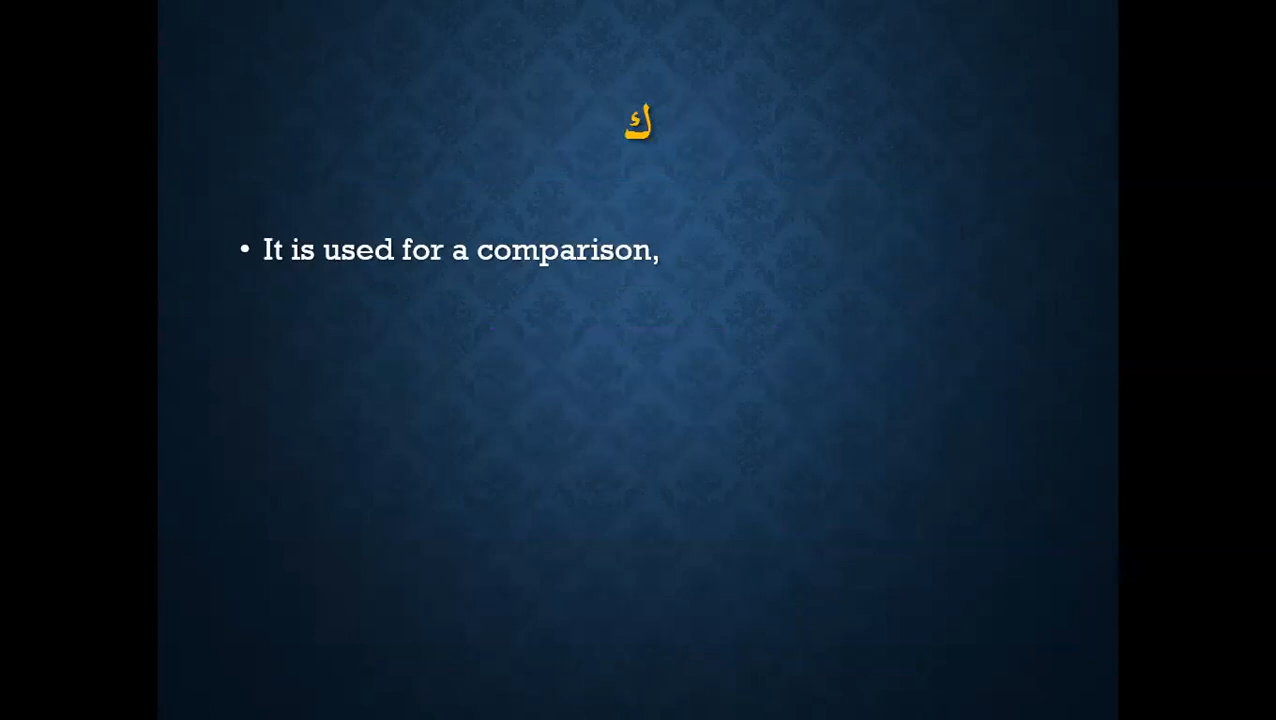 ك
• It is used for a comparison,